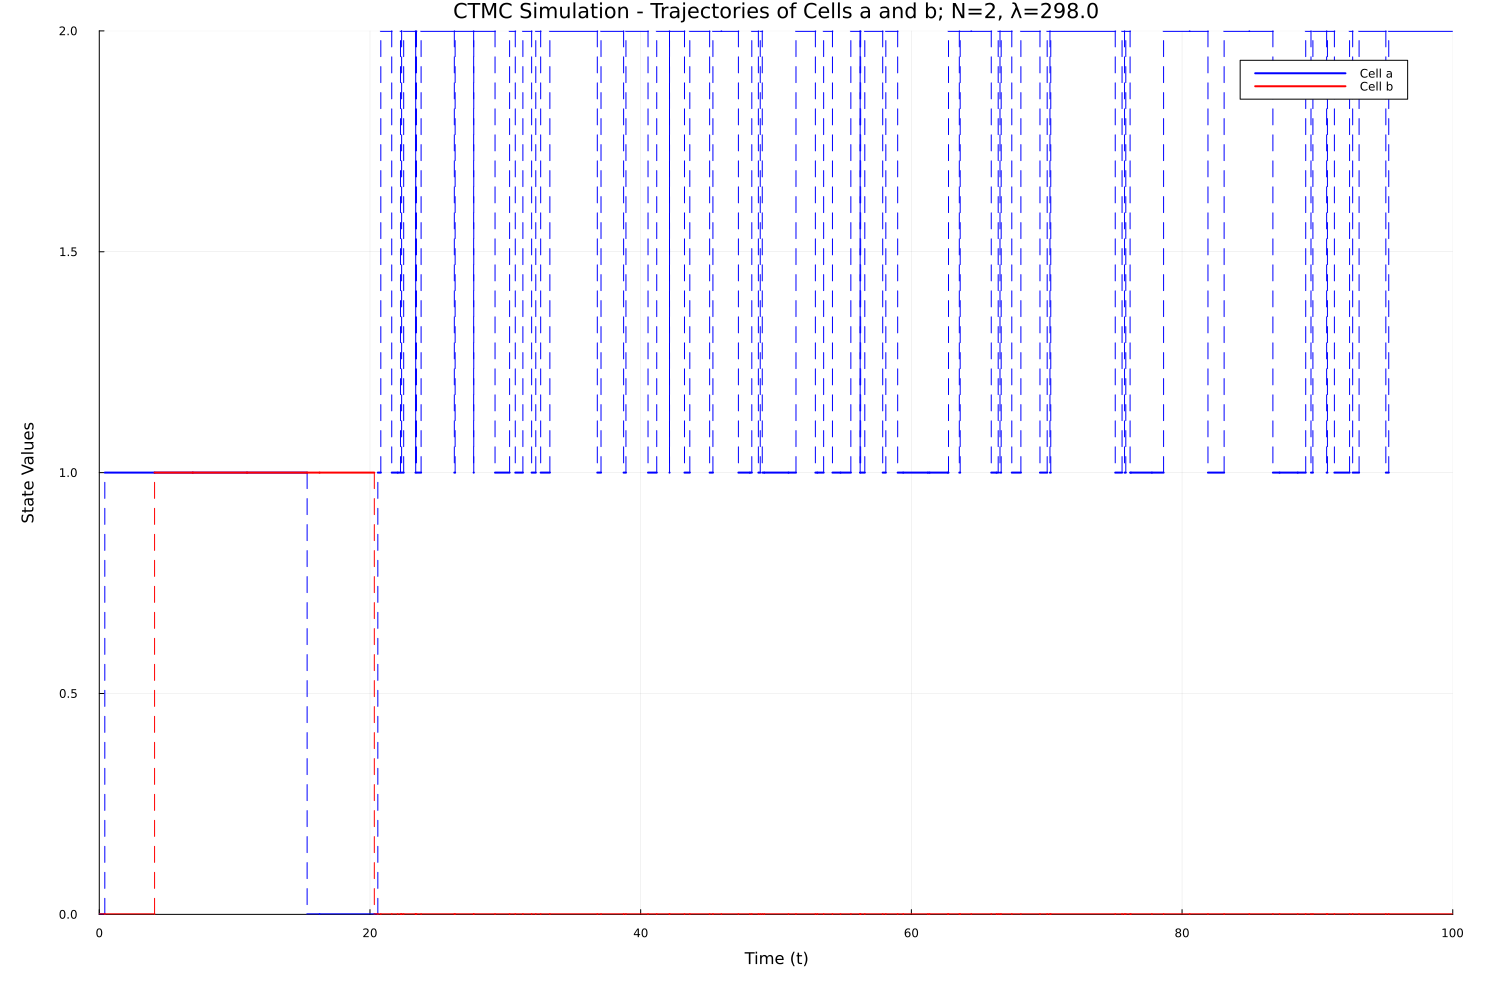 CTMC Simulation - Trajectories of Cells a and b; N=2, λ=298.0
2.0
Cell a
Cell b
1.5
State Values
1.0
0.5
0.0
0 20 40 60 80 100
Time (t)